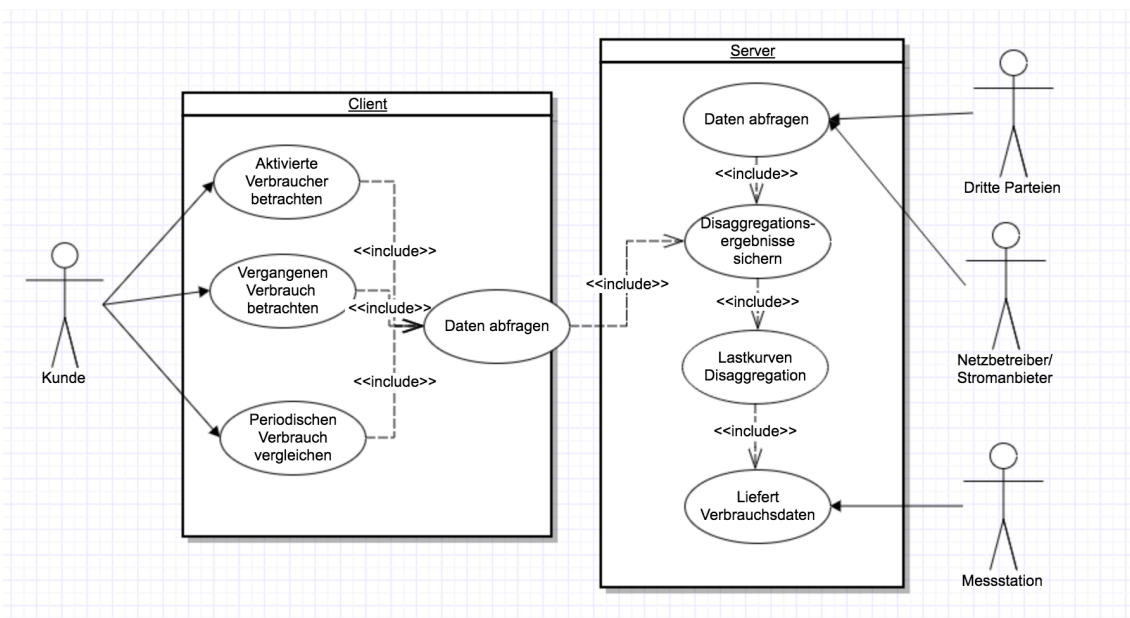 Client
Aktivierte
Verbraucher
betrachten
<<include>>
Vergangenen
Verbrauch
betrachten
<<include>>
Daten abfragen
<<include>>
Periodischen
Verbrauch
vergleichen
Kunde
<<include>>
Server
Daten abfragen
<<include>>
Disaggregations-
ergebnisse
sichern
<<include>>
Lastkurven
Disaggregation
<<include>>
Liefert
Verbrauchsdaten
Dritte Parteien
Netzbetreiber/
Stromanbieter
Messstation